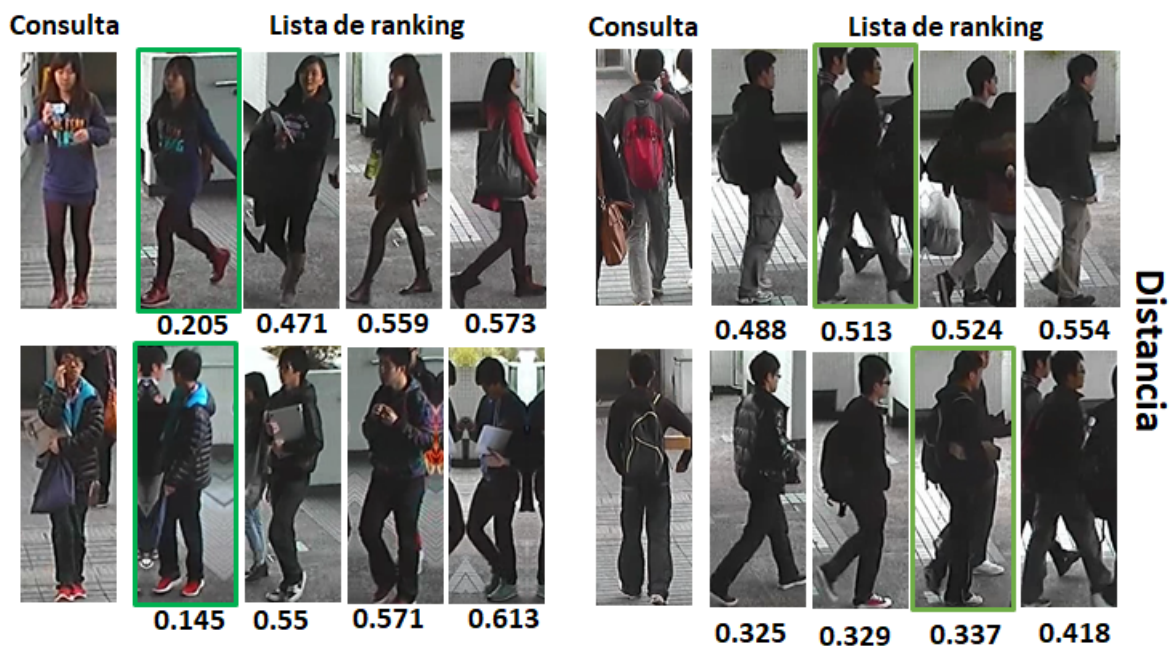 Consulta Lista de ranking Consulta Lista de ranking
0.205 0.471 0.559 0.573
0.488 0.513 0.524 0.554
0.145 0.55 0.571 0.613
0.325 0.329 0.337 0.418
Distancia